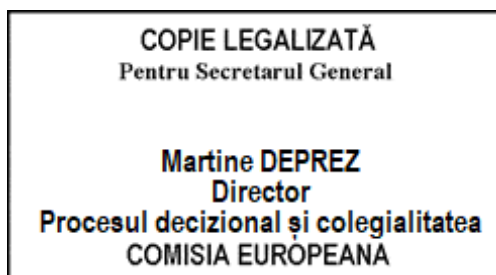 COPIE LEGALIZATĂ
Pentru Secretarul General
Martine DEPREZ
Director
Procesul decizional și colegialitatea
COMISIA EUROPEANA